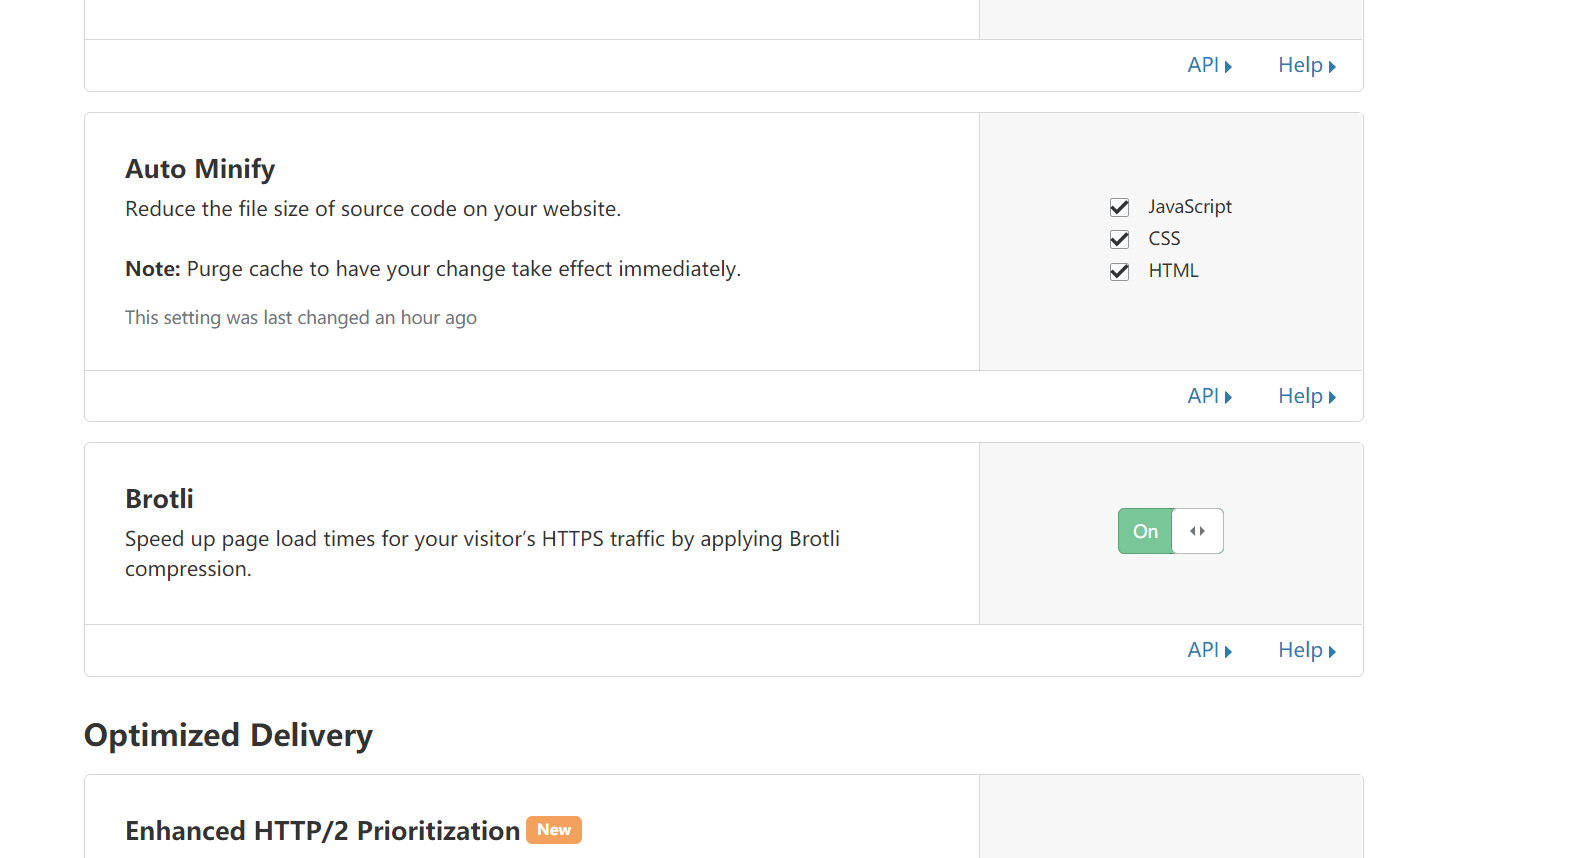 API
Help
Auto Minify
Reduce the file size of source code on your website.
JavaScript
CSS
HTML
Note: Purge cache to have your change take effect immediately.
This setting was last changed an hour ago
API
Help
Brotli
Speed up page load times for your visitor’s HTTPS traffic by applying Brotli
compression.
On
API
Help
Optimized Delivery
Enhanced HTTP/2 Prioritization New